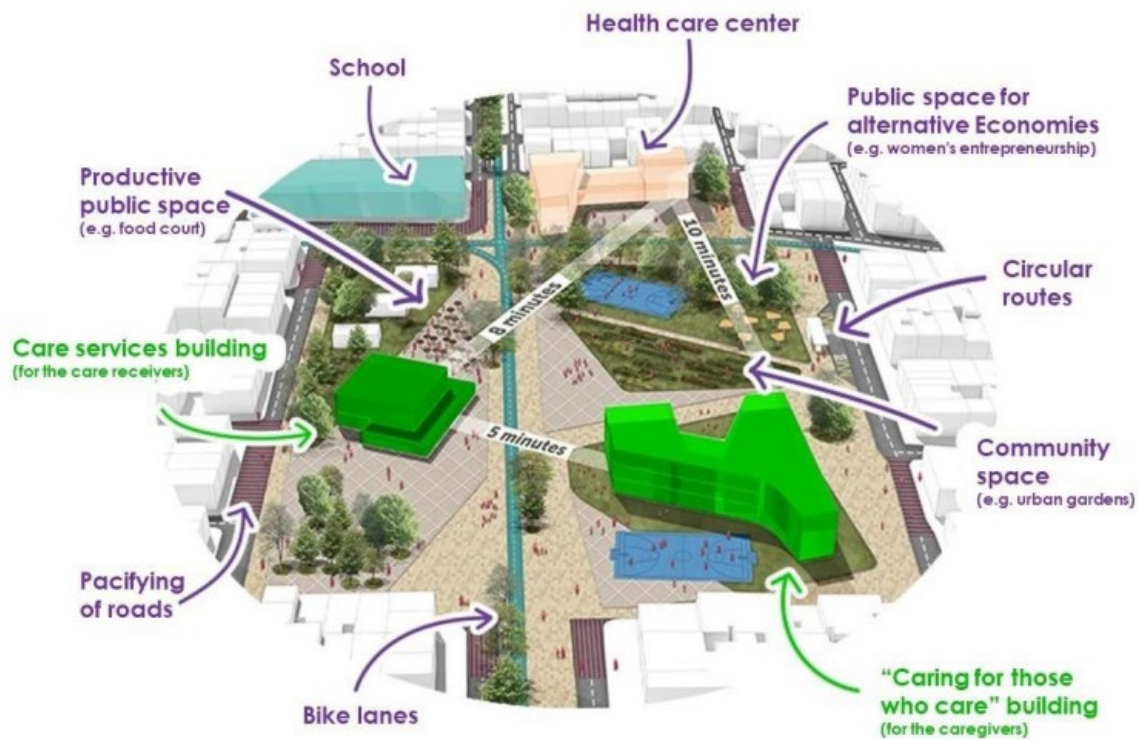 Health care center
School
Public space for
alternative Economies
(e.g. women's entrepreneurship)
Productive
public space
(e.g. food court)
10 minutes
8 minutes
Circular
routes
Care services building
(for the care receivers)
5 minutes
Community
space
(e.g. urban gardens)
Pacifying
of roads
Bike lanes
“Caring for those
who care” building
(for the caregivers)